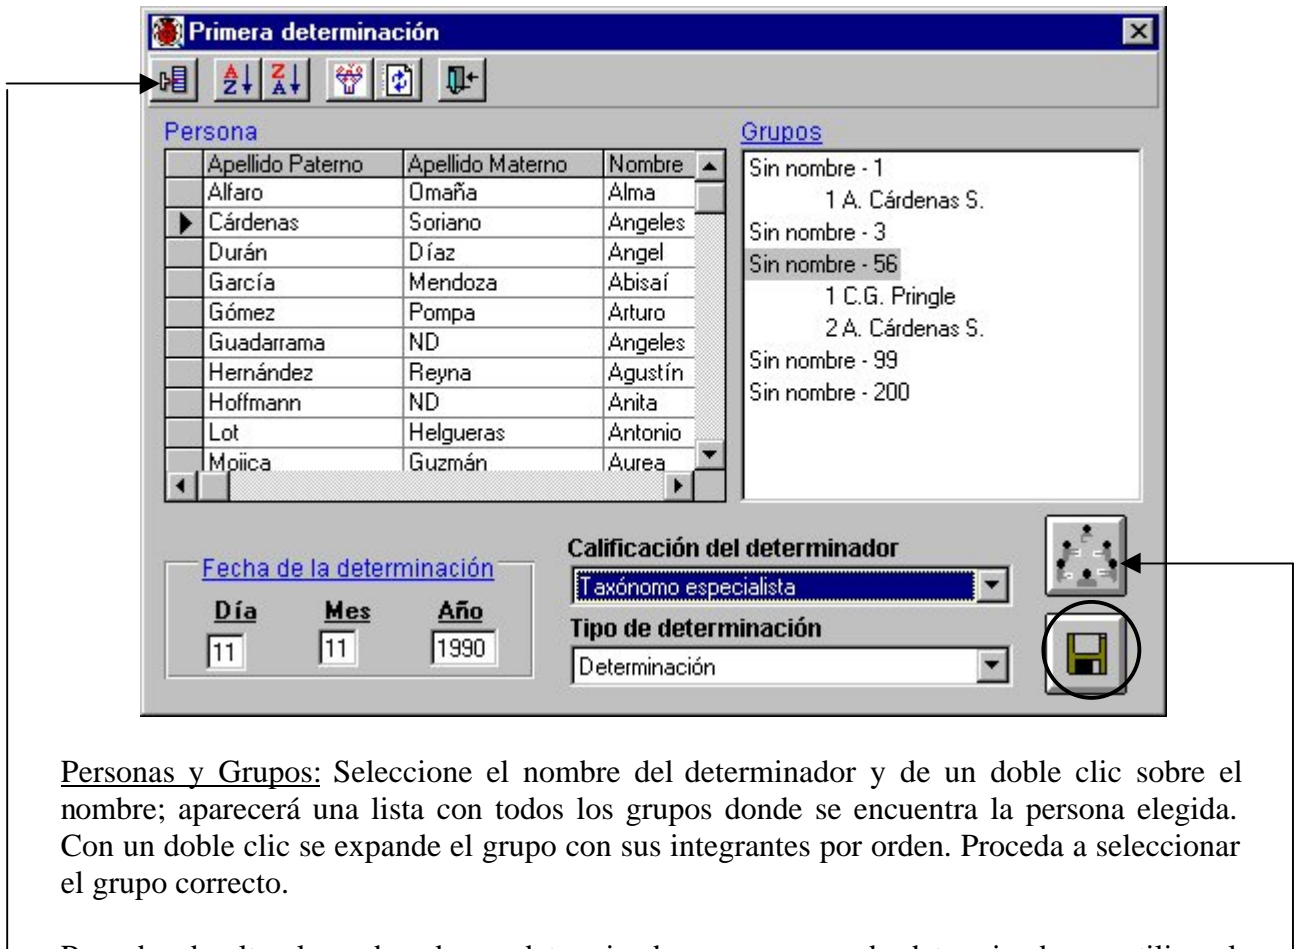 Primera determinación
Persona
Apellido Paterno Apellido Materno Nombre
Alfaro Omaña Alma
Cárdenas Soriano Angeles
Durán Díaz Angel
García Mendoza Abisaí
Gómez Pompa Arturo
Guadarrama ND Angeles
Hernández Reyna Agustín
Hoffmann ND Anita
Lot Helgueras Antonio
Mojica Guzmán Aurea
Grupos
Sin nombre - 1
1 A. Cárdenas S.
Sin nombre - 3
Sin nombre - 56
1 C.G. Pringle
2 A. Cárdenas S.
Sin nombre - 99
Sin nombre - 200
Fecha de la determinación
Día Mes Año
11 11 1990
Calificación del determinador
Taxónomo especialista
Tipo de determinación
Determinación
Personas y Grupos: Seleccione el nombre del determinador y de un doble clic sobre el
nombre; aparecerá una lista con todos los grupos donde se encuentra la persona elegida.
Con un doble clic se expande el grupo con sus integrantes por orden. Proceda a seleccionar
el grupo correcto.